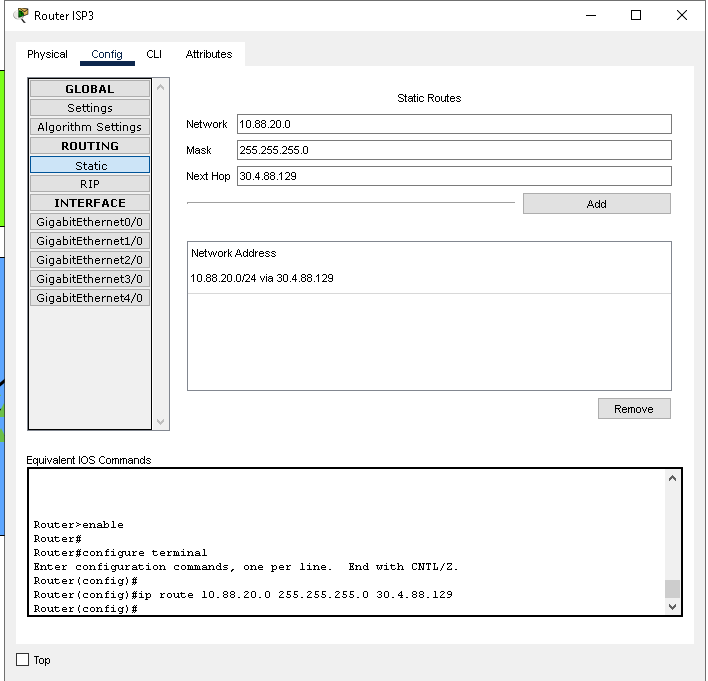 Router ISP3
Physical Config CLI Attributes
GLOBAL
Settings
Algorithm Settings
ROUTING
Static
RIP
INTERFACE
GigabitEthernet0/0
GigabitEthernet1/0
GigabitEthernet2/0
GigabitEthernet3/0
GigabitEthernet4/0
Static Routes
Network 10.88.20.0
Mask 255.255.255.0
Next Hop 30.4.88.129
Add
Network Address
10.88.20.0/24 via 30.4.88.129
Remove
Equivalent IOS Commands
Router>enable
Router#
Router#configure terminal
Enter configuration commands, one per line. End with CNTL/Z.
Router(config)#
Router(config)#ip route 10.88.20.0 255.255.255.0 30.4.88.129
Router(config)#
Top